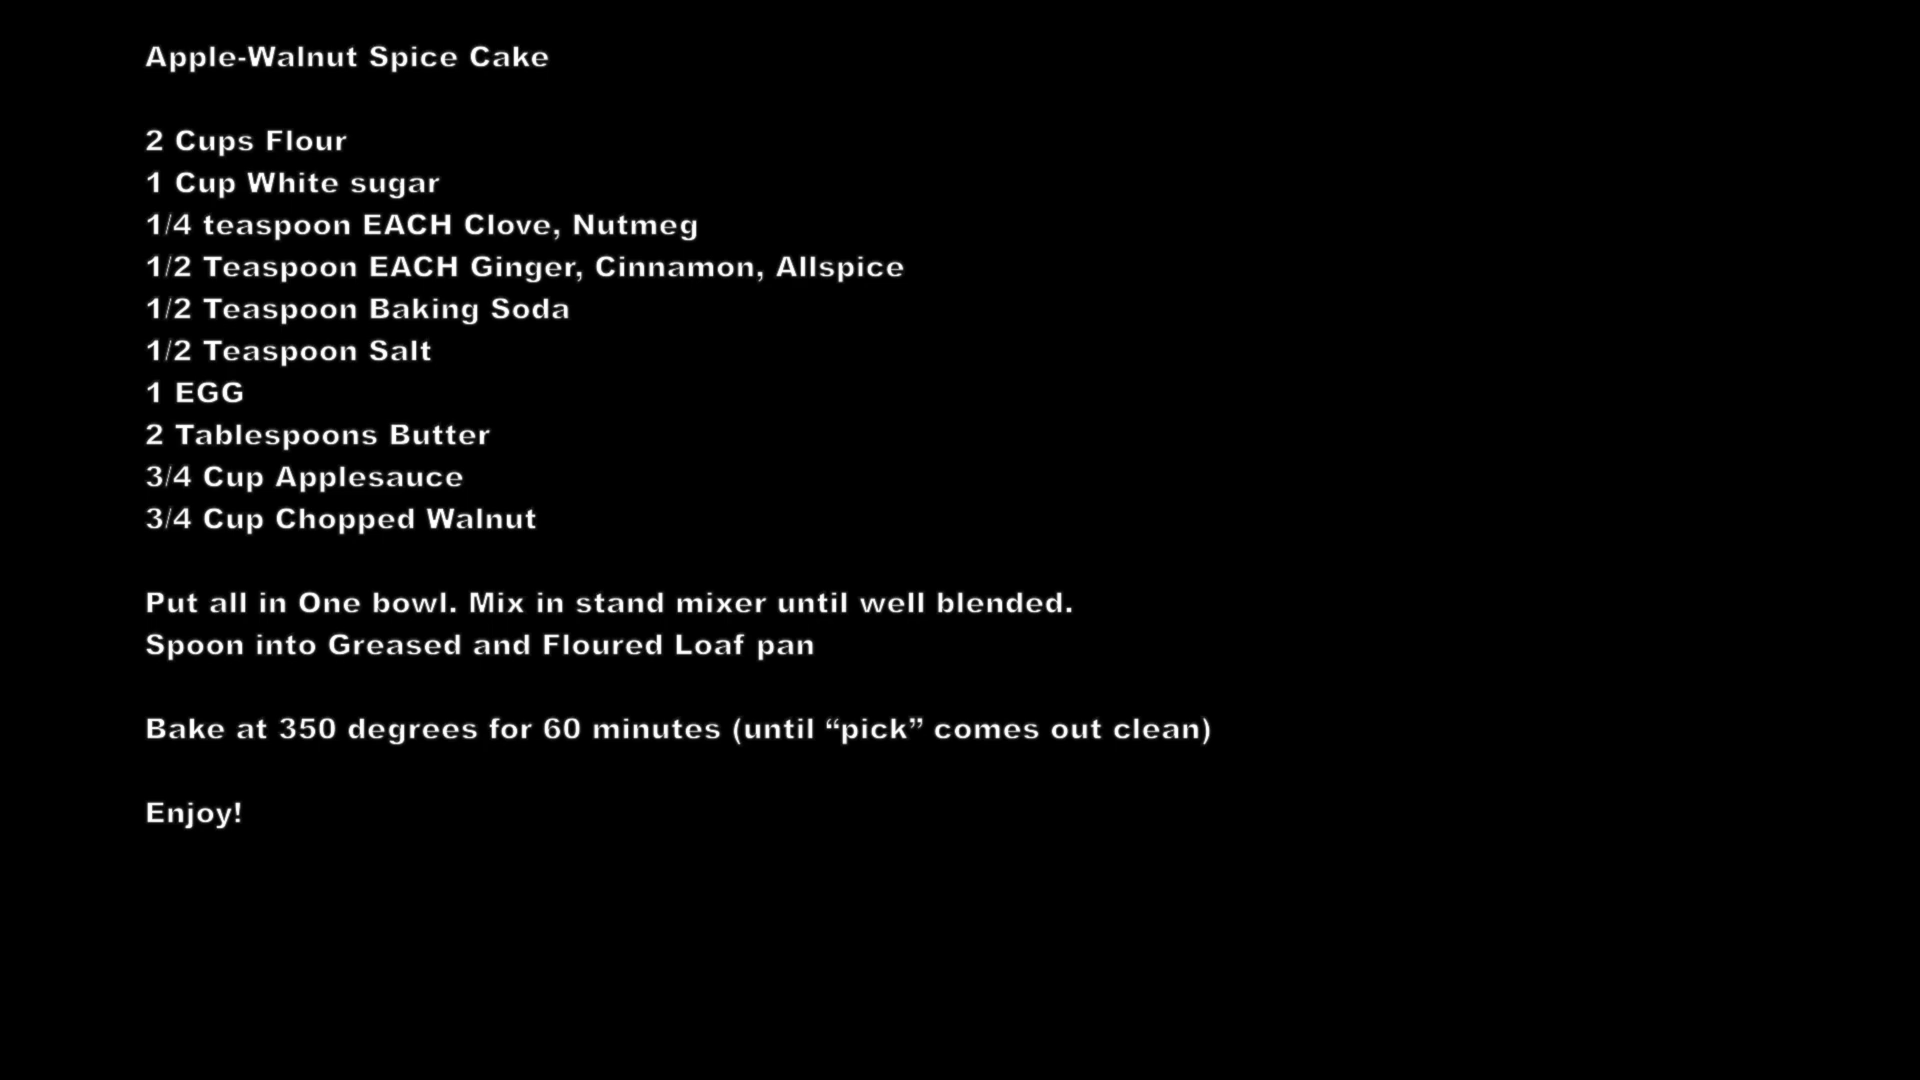 Apple-Walnut Spice Cake
2 Cups Flour
1 Cup White sugar
1/4 teaspoon EACH Clove, Nutmeg
1/2 Teaspoon EACH Ginger, Cinnamon, Allspice
1/2 Teaspoon Baking Soda
1/2 Teaspoon Salt
1 EGG
2 Tablespoons Butter
3/4 Cup Applesauce
3/4 Cup Chopped Walnut
Put all in One bowl. Mix in stand mixer until well blended.
Spoon into Greased and Floured Loaf pan
Bake at 350 degrees for 60 minutes (until “pick” comes out clean)
Enjoy!